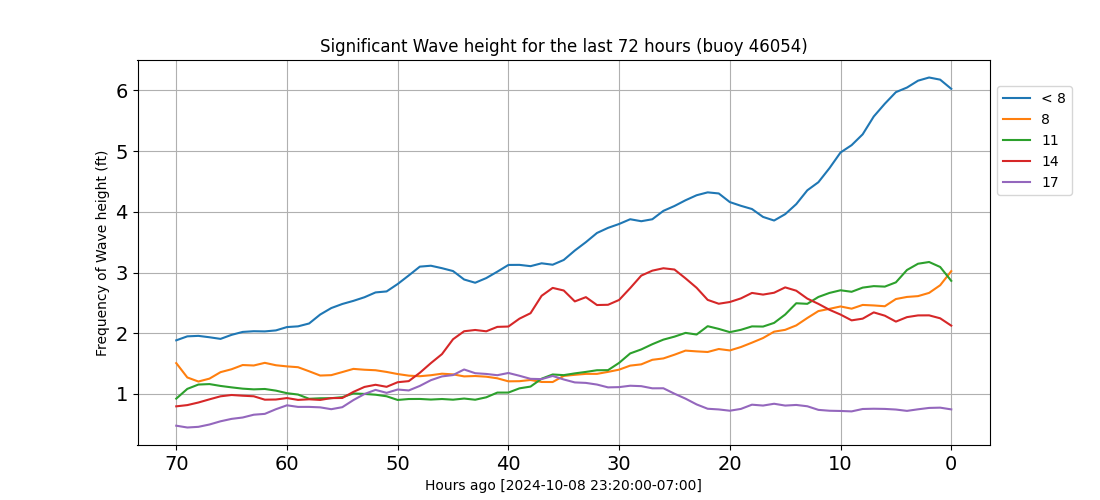 Significant Wave height for the last 72 hours (buoy 46054)
Frequency of Wave height (ft)
6
5
4
3
2
1
70 60 50 40 30 20 10 0
Hours ago [2024-10-08 23:20:00-07:00]
< 8
8
11
14
17